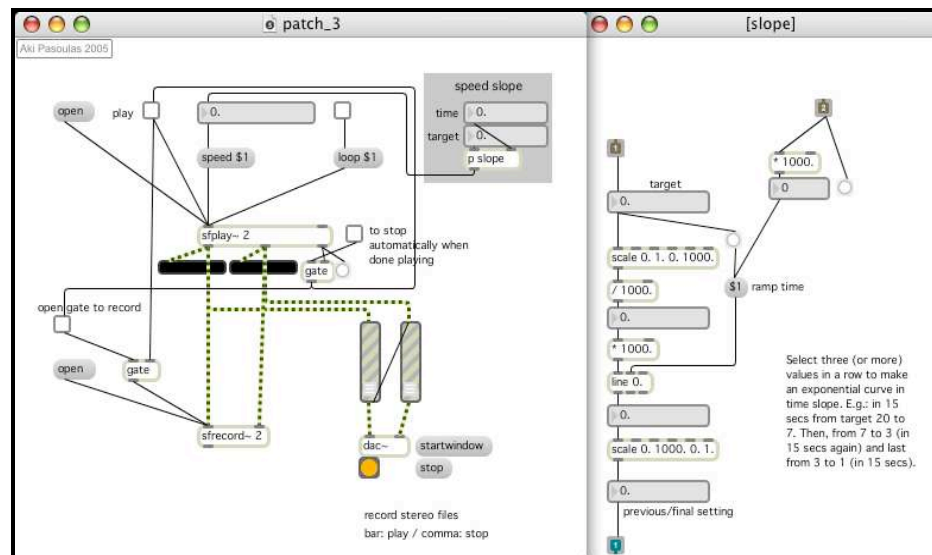 patch_3
Aki Pasoulas 2005
open
play
0.
speed $1
loop $1
speed slope
time
0.
target
0.
p slope
sfplay~ 2
to stop
automatically when
done playing
gate
open gate to record
open
gate
sfrecord~ 2
dac~
startwindow
stop
record stereo files
bar: play / comma: stop
[slope]
1
2
* 1000.
0
target
0.
scale 0. 1. 0. 1000.
$1
ramp time
/ 1000.
0.
* 1000.
line 0.
0.
scale 0. 1000. 0. 1.
0.
previous/final setting
1
Select three (or more)
values in a row to make
an exponential curve in
time slope. E.g.: in 15
secs from target 20 to
7. Then, from 7 to 3 (in
15 secs again) and last
from 3 to 1 (in 15 secs).